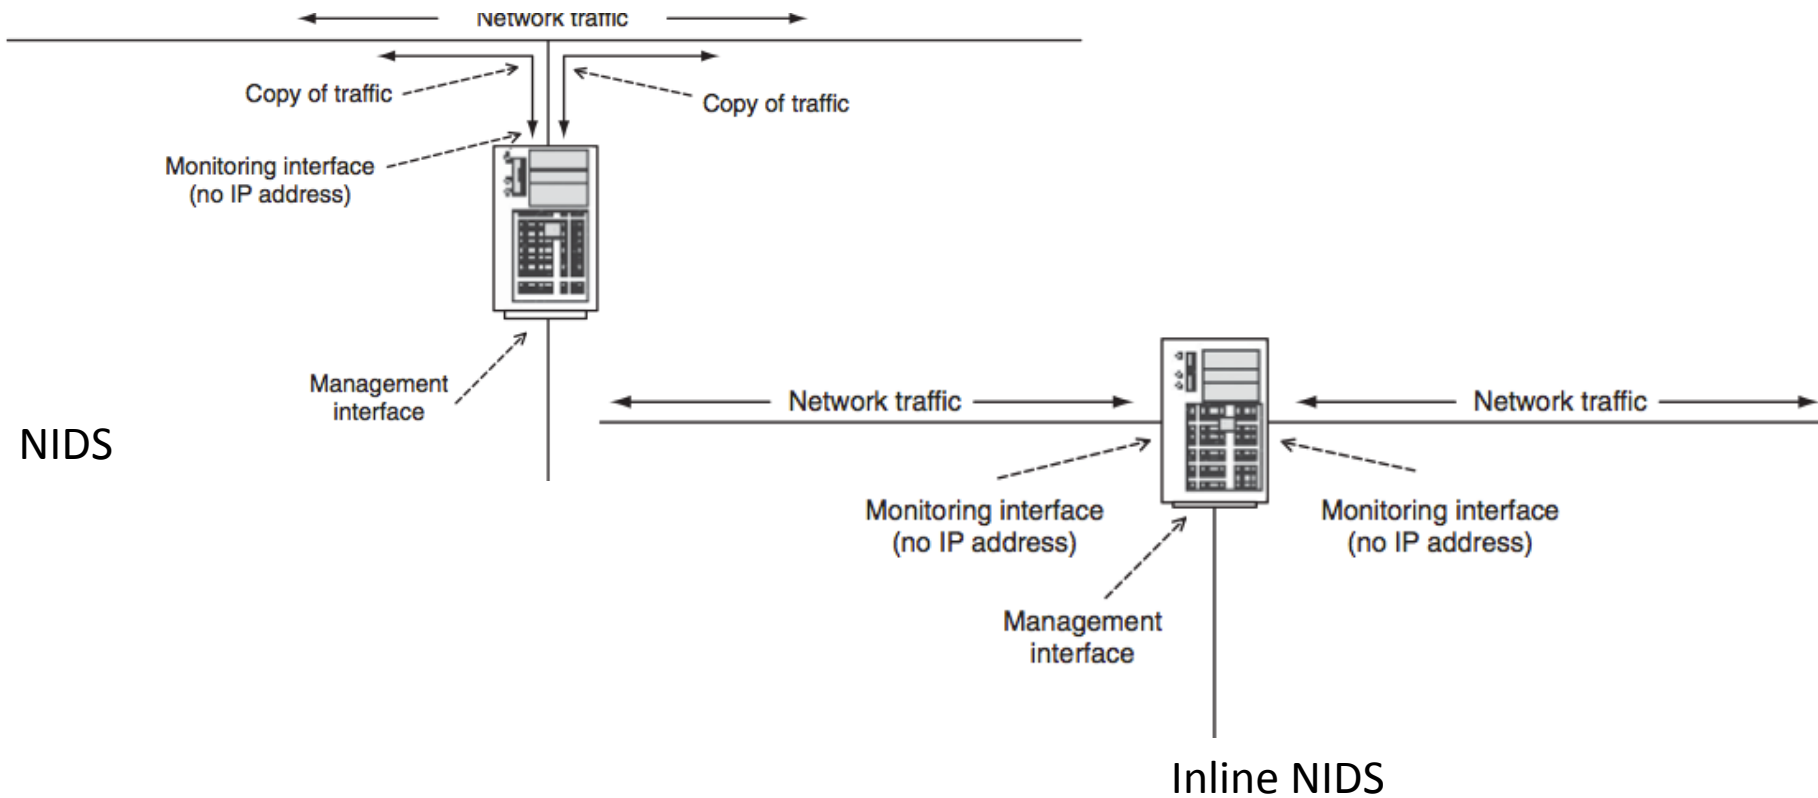 Network traffic
Copy of traffic
Copy of traffic
Monitoring interface
(no IP address)
Management
interface
NIDS
Network traffic
Network traffic
Monitoring interface
(no IP address)
Monitoring interface
(no IP address)
Management
interface
Inline NIDS